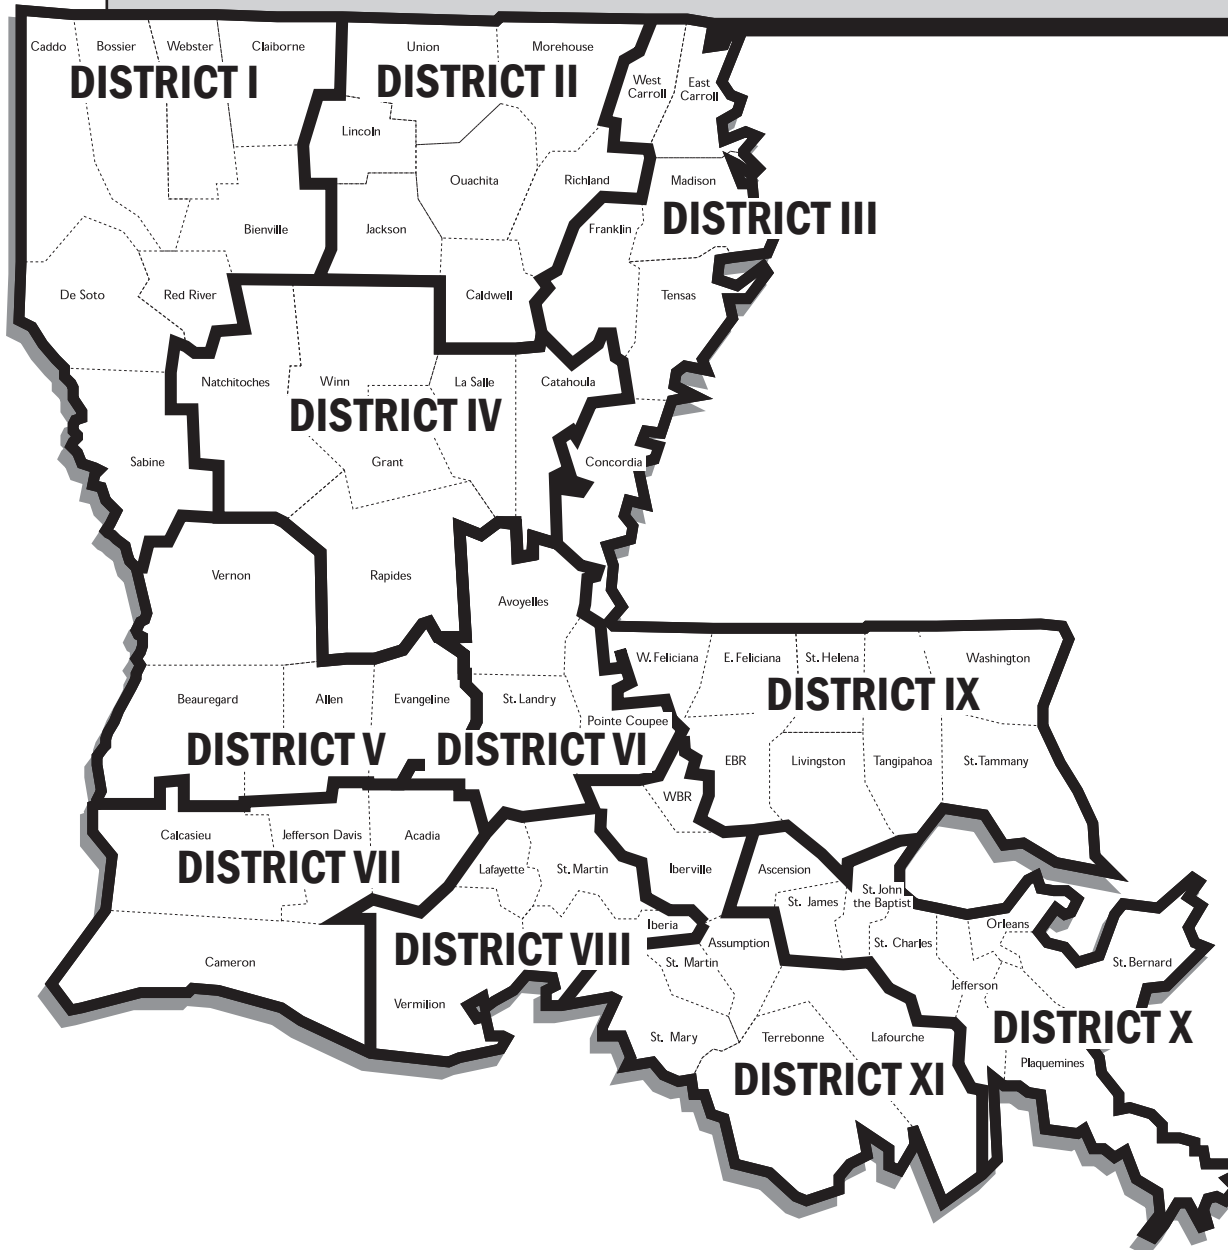 Caddo
Bossier
Webster
Claiborne
DISTRICT I
Union
Morehouse
DISTRICT II
Lincoln
Ouachita
Richland
Jackson
Caldwell
Bienville
De Soto
Red River
Sabine
West
Carroll
East
Carroll
Madison
DISTRICT III
Franklin
Tensas
Concordia
Natchitoches
Winn
La Salle
Catahoula
DISTRICT IV
Grant
Rapides
Vernon
Beauregard
Allen
Evangeline
DISTRICT V
Avoyelles
St. Landry
Pointe Coupee
DISTRICT VI
W. Feliciana
E. Feliciana
St. Helena
Washington
DISTRICT IX
EBR
Livingston
Tangipahoa
St. Tammany
WBR
Iberville
Calcasieu
Jefferson Davis
Acadia
DISTRICT VII
Cameron
Lafayette
St. Martin
Iberia
DISTRICT VIII
Vermilion
Ascension
St. James
St. John
the Baptist
St. Charles
Orleans
Jefferson
St. Bernard
DISTRICT X
Plaquemines
Assumption
St. Martin
St. Mary
Terrebonne
Lafourche
DISTRICT XI